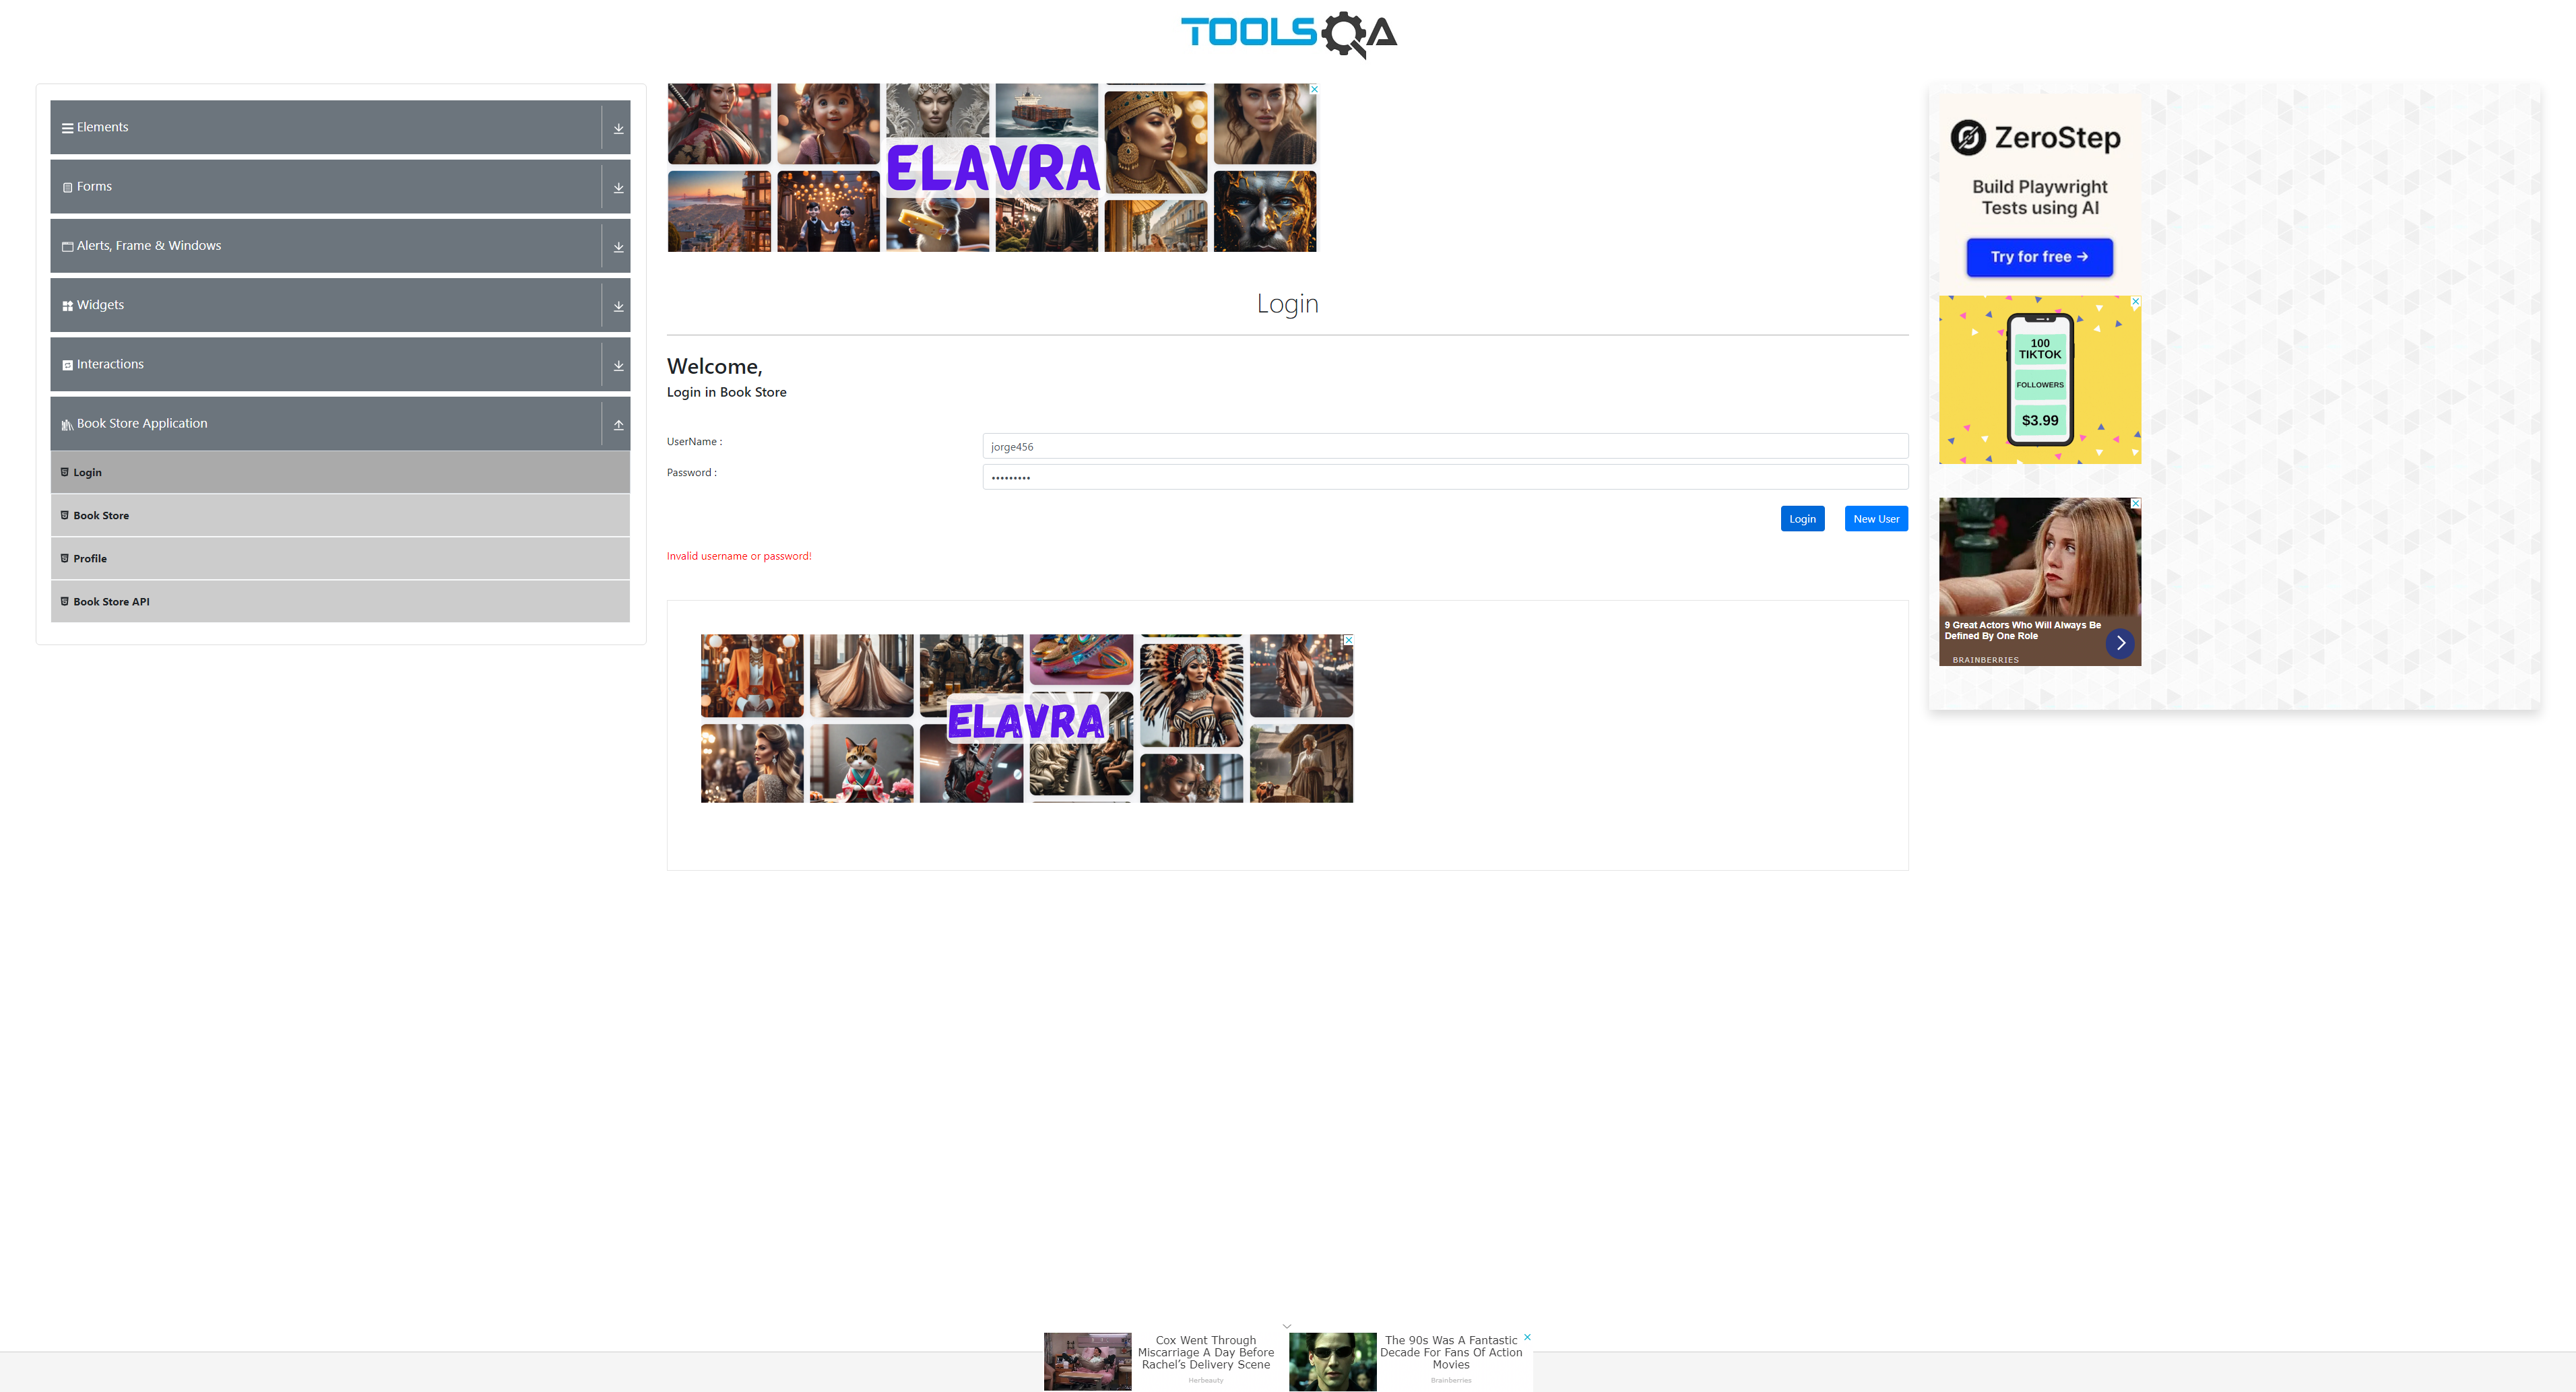 TOOLSQA
Elements
Forms
Alerts, Frame & Windows
Widgets
Interactions
Book Store Application
Login
Book Store
Profile
Book Store API
ELAVRA
Login
Welcome,
Login in Book Store
UserName :
jorge456
Password :
•••••••••
Login
New User
Invalid username or password!
ELAVRA
ZeroStep
Build Playwright
Tests using AI
Try for free →
100
TIKTOK
FOLLOWERS
$3.99
9 Great Actors Who Will Always Be
Defined By One Role
BRAINBERRIES
Cox Went Through
Miscarriage A Day Before
Rachel's Delivery Scene
Herbeauty
The 90s Was A Fantastic
Decade For Fans Of Action
Movies
Brainberries